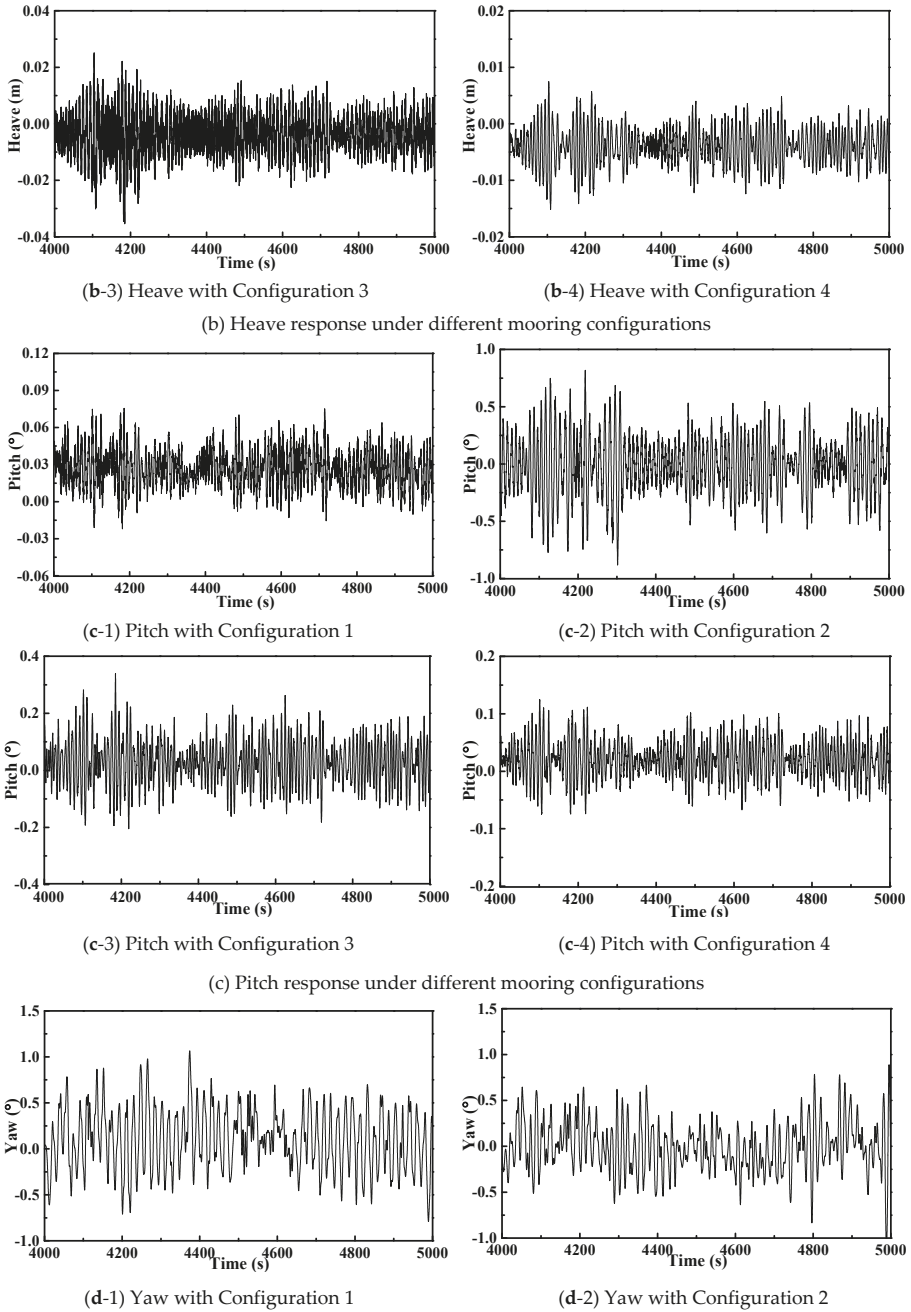 0.04
0.02
0.00
-0.02
-0.04
Heave (m)
4000 4200 4400 4600 4800 5000
Time (s)
0.02
0.01
0.00
-0.01
-0.02
Heave (m)
4000 4200 4400 4600 4800 5000
Time (s)
(b-3) Heave with Configuration 3
(b-4) Heave with Configuration 4
(b) Heave response under different mooring configurations
0.12
0.09
0.06
0.03
0.00
-0.03
-0.06
Pitch (°)
4000 4200 4400 4600 4800 5000
Time (s)
1.0
0.5
0.0
-0.5
-1.0
Pitch (°)
4000 4200 4400 4600 4800 5000
Time (s)
(c-1) Pitch with Configuration 1
(c-2) Pitch with Configuration 2
0.4
0.2
0.0
-0.2
-0.4
Pitch (°)
4000 4200 4400 4600 4800 5000
Time (s)
0.2
0.1
0.0
-0.1
-0.2
Pitch (°)
4000 4200 4400 4600 4800 5000
Time (s)
(c-3) Pitch with Configuration 3
(c-4) Pitch with Configuration 4
(c) Pitch response under different mooring configurations
1.5
1.0
0.5
0.0
-0.5
-1.0
Yaw (°)
4000 4200 4400 4600 4800 5000
Time (s)
1.5
1.0
0.5
0.0
-0.5
-1.0
Yaw (°)
4000 4200 4400 4600 4800 5000
Time (s)
(d-1) Yaw with Configuration 1
(d-2) Yaw with Configuration 2